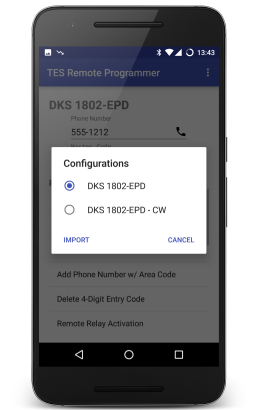 13:43
TES Remote Programmer
DKS 1802-EPD
Phone Number
555-1212
Configurations
DKS 1802-EPD
DKS 1802-EPD - CW
IMPORT
CANCEL
Add Phone Number w/ Area Code
Delete 4-Digit Entry Code
Remote Relay Activation